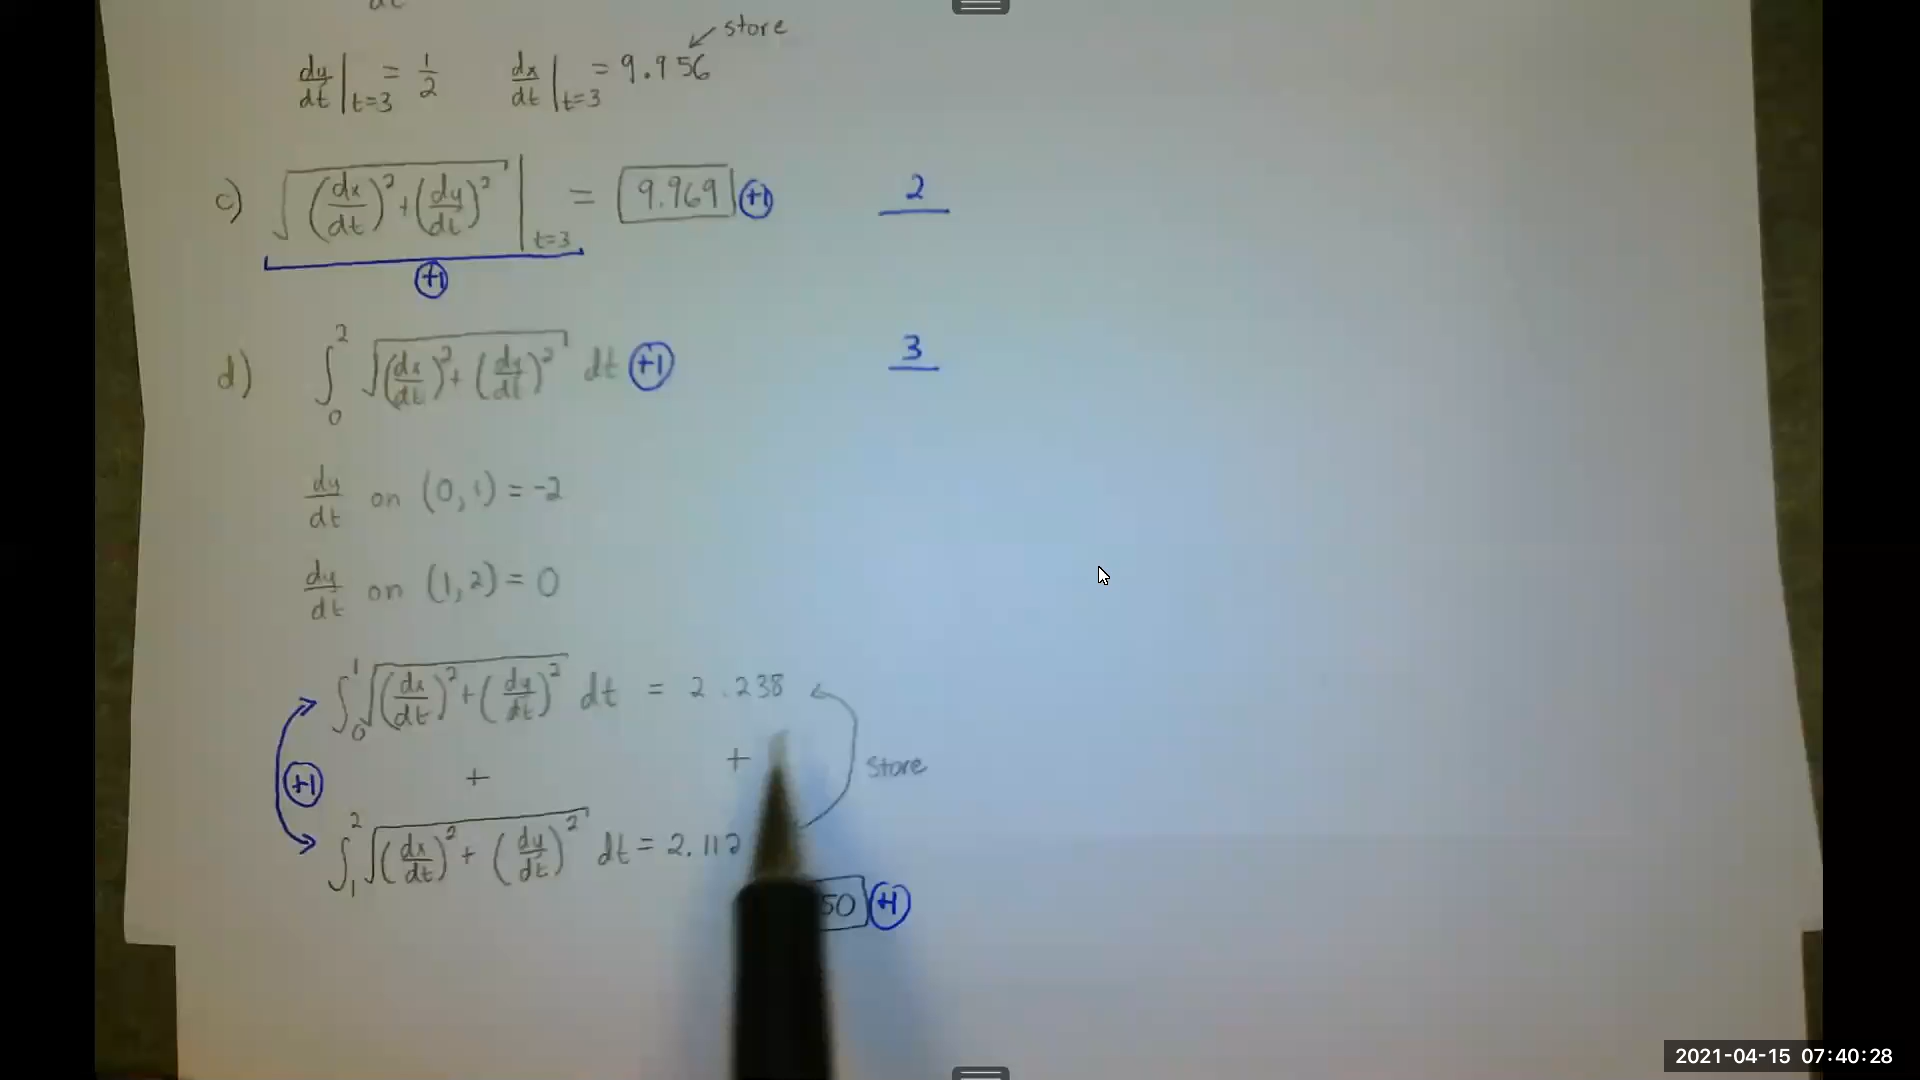 store
dy/dt |t=3 = 1/2 dx/dt |t=3 = 9.956
c) √((dx/dt)² + (dy/dt)²) |t=3 = 9.969 +1 2
+1
d) ∫₀² √((dx/dt)² + (dy/dt)²) dt +1 3
dy/dt on (0,1) = -2
dy/dt on (1,2) = 0
∫₀¹ √((dx/dt)² + (dy/dt)²) dt = 2.238
+1 + + store
∫₁² √((dx/dt)² + (dy/dt)²) dt = 2.112
50 +1
2021-04-15 07:40:28